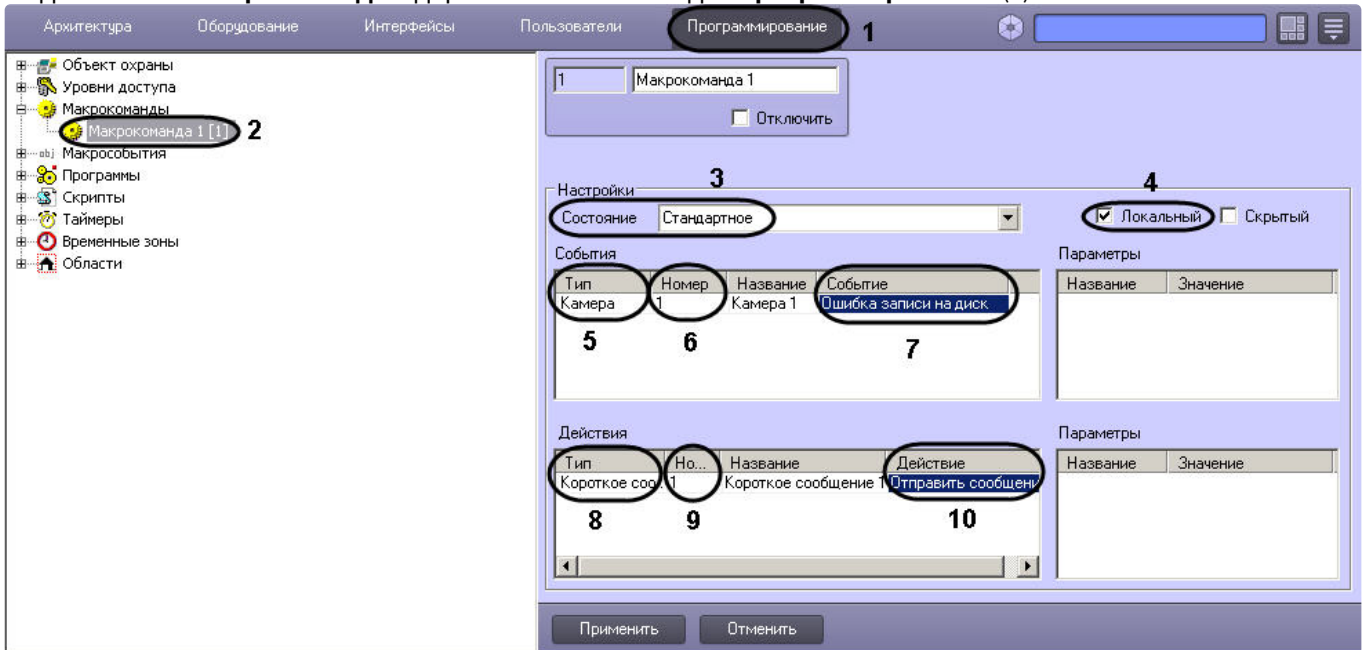 Архитектура Оборудование Интерфейсы Пользователи Программирование 1
Объект охраны
Уровни доступа
Макрокоманды
Макрокоманда 1 [1] 2
Макрособытия
Программы
Скрипты
Таймеры
Временные зоны
Области
1 Макрокоманда 1
Отключить
Настройки 3 4
Состояние Стандартное Локальный Скрытый
События Параметры
Тип Номер Название Событие Название Значение
Камера 1 Камера 1 Ошибка записи на диск
5 6 7
Действия Параметры
Тип Но... Название Действие Название Значение
Короткое соо... 1 Короткое сообщение 1 Отправить сообщени
8 9 10
Применить Отменить